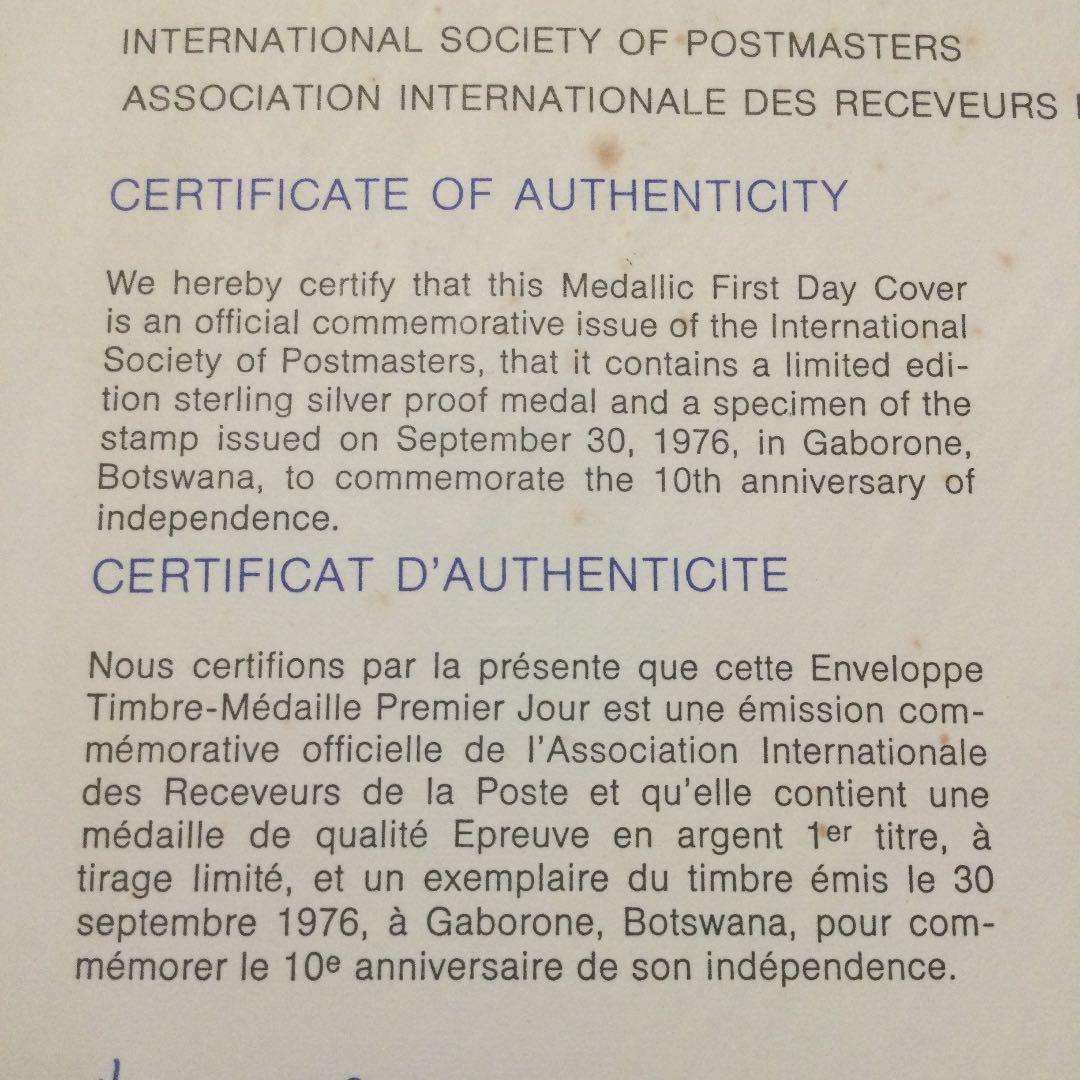 INTERNATIONAL SOCIETY OF POSTMASTERS
ASSOCIATION INTERNATIONALE DES RECEVEURS
CERTIFICATE OF AUTHENTICITY
We hereby certify that this Medallic First Day Cover
is an official commemorative issue of the International
Society of Postmasters, that it contains a limited edi-
tion sterling silver proof medal and a specimen of the
stamp issued on September 30, 1976, in Gaborone,
Botswana, to commemorate the 10th anniversary of
independence.
CERTIFICAT D'AUTHENTICITE
Nous certifions par la présente que cette Enveloppe
Timbre-Médaille Premier Jour est une émission com-
mémorative officielle de l'Association Internationale
des Receveurs de la Poste et qu'elle contient une
médaille de qualité Epreuve en argent 1er titre, à
tirage limité, et un exemplaire du timbre émis le 30
septembre 1976, à Gaborone, Botswana, pour com-
mémorer le 10e anniversaire de son indépendence.